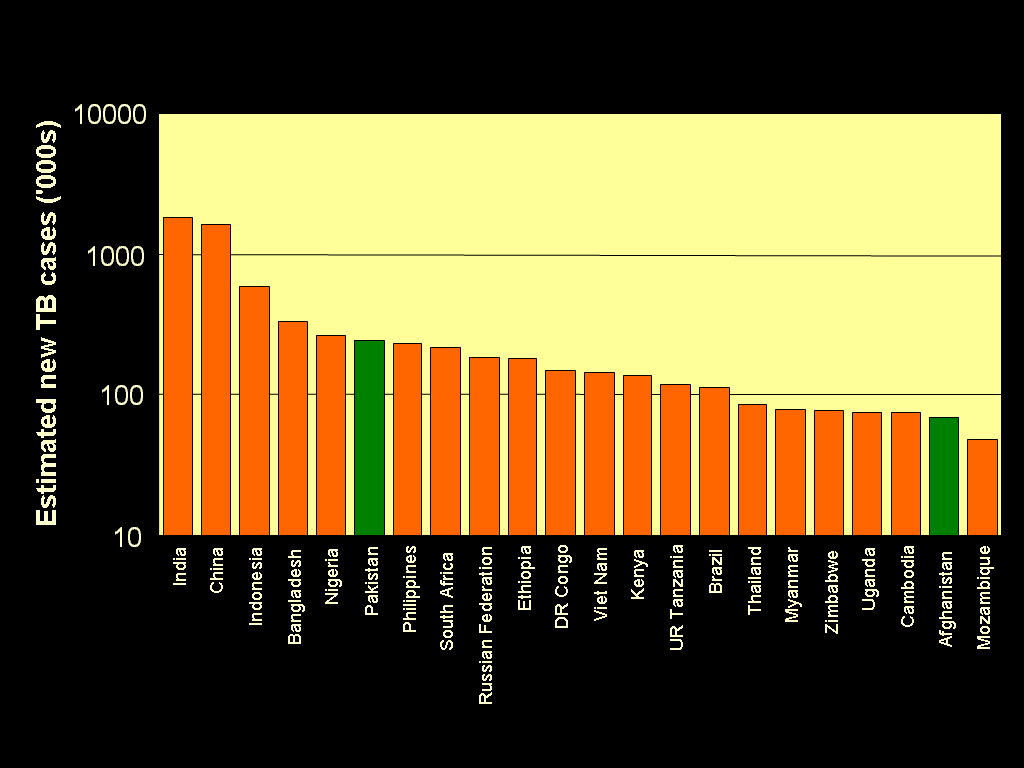 Estimated new TB cases ('000s)
10000
1000
100
10
India
China
Indonesia
Bangladesh
Nigeria
Pakistan
Philippines
South Africa
Russian Federation
Ethiopia
DR Congo
Viet Nam
Kenya
UR Tanzania
Brazil
Thailand
Myanmar
Zimbabwe
Uganda
Cambodia
Afghanistan
Mozambique